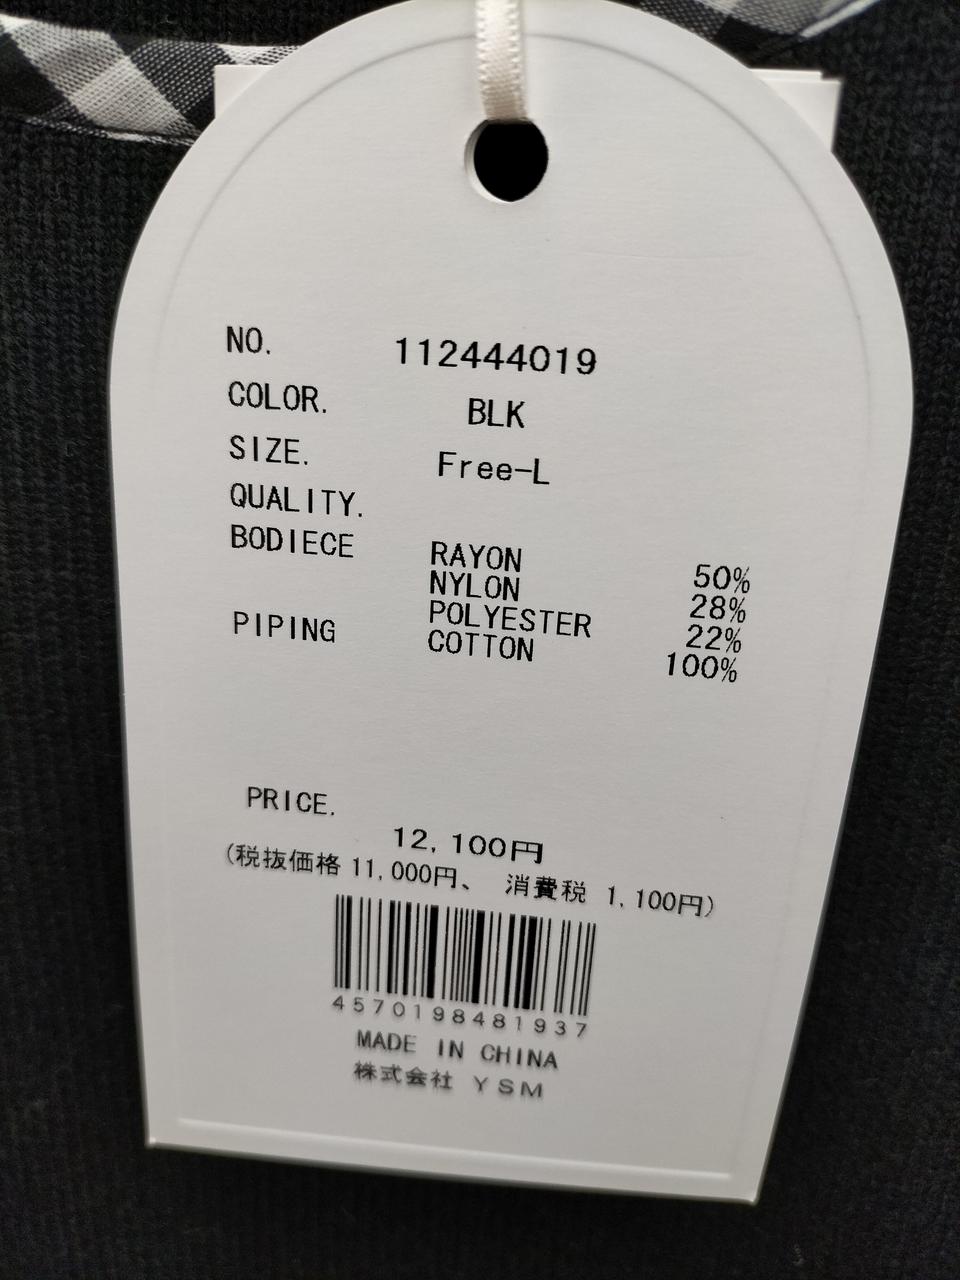 NO. 112444019
COLOR. BLK
SIZE. Free-L
QUALITY.
BODIECE RAYON 50%
NYLON 28%
POLYESTER 22%
PIPING COTTON 100%
PRICE.
12,100円
(税抜価格 11,000円、 消費税 1,100円)
4570198481937
MADE IN CHINA
株式会社 YSM